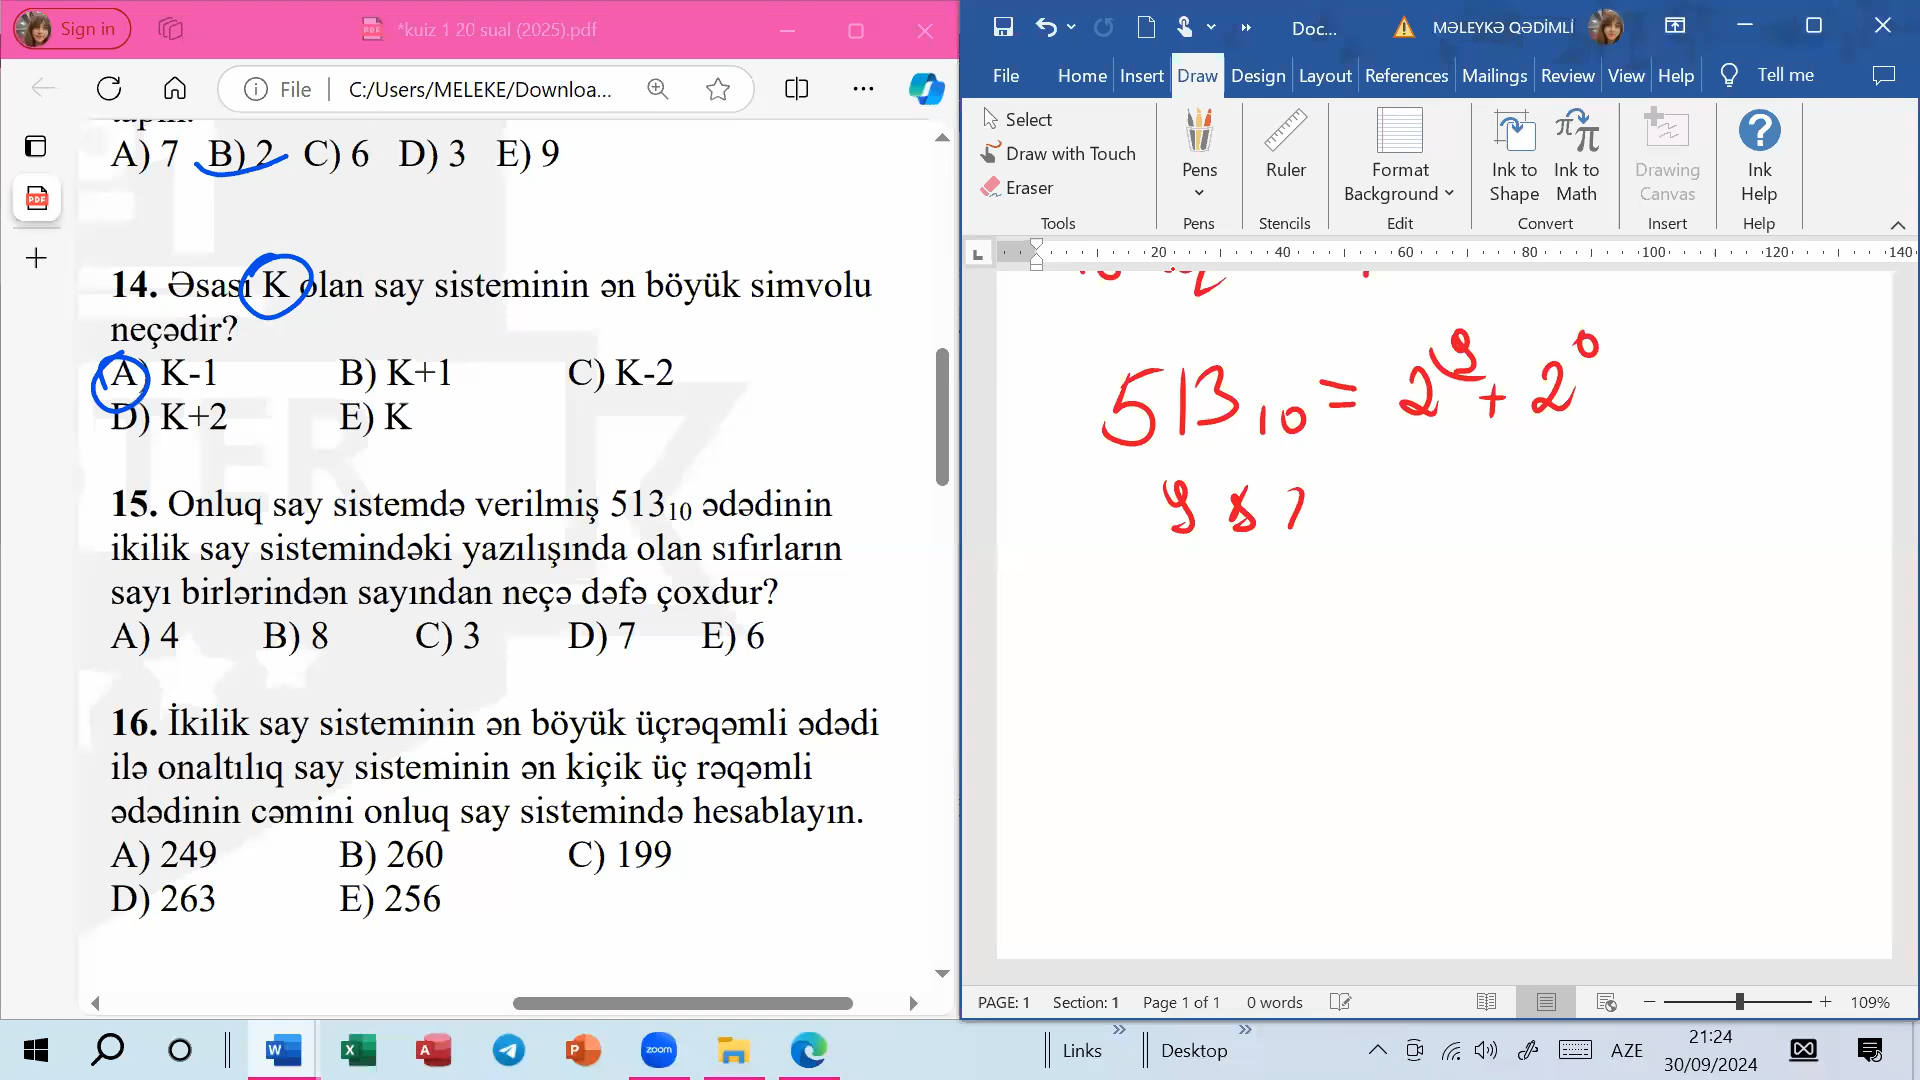 Sign in
*kuiz 1 20 sual (2025).pdf
File
C:/Users/MELEKE/Downloa...
A) 7 B) 2 C) 6 D) 3 E) 9
14. Əsasi K olan say sisteminin ən böyük simvolu
neçədir?
A) K-1 B) K+1 C) K-2
D) K+2 E) K
15. Onluq say sistemdə verilmiş 513₁₀ ədədinin
ikilik say sistemindəki yazılışında olan sıfırların
sayı birlərindən sayından neçə dəfə çoxdur?
A) 4 B) 8 C) 3 D) 7 E) 6
16. İkilik say sisteminin ən böyük üçrəqəmli ədədi
ilə onaltılıq say sisteminin ən kiçik üç rəqəmli
ədədinin cəmini onluq say sistemində hesablayın.
A) 249 B) 260 C) 199
D) 263 E) 256
Doc...
MƏLEYKƏ QƏDİMLİ
File Home Insert Draw Design Layout References Mailings Review View Help Tell me
Select
Draw with Touch
Eraser
Tools
Pens
Pens
Ruler
Stencils
Format
Background
Edit
Ink to
Shape
Ink to
Math
Convert
Drawing
Canvas
Insert
Ink
Help
Help
20 40 60 80 100 120 140
513₁₀ = 2⁹ + 2⁰
9 8 7
PAGE: 1 Section: 1 Page 1 of 1 0 words 109%
zoom
Links
Desktop
AZE
21:24
30/09/2024